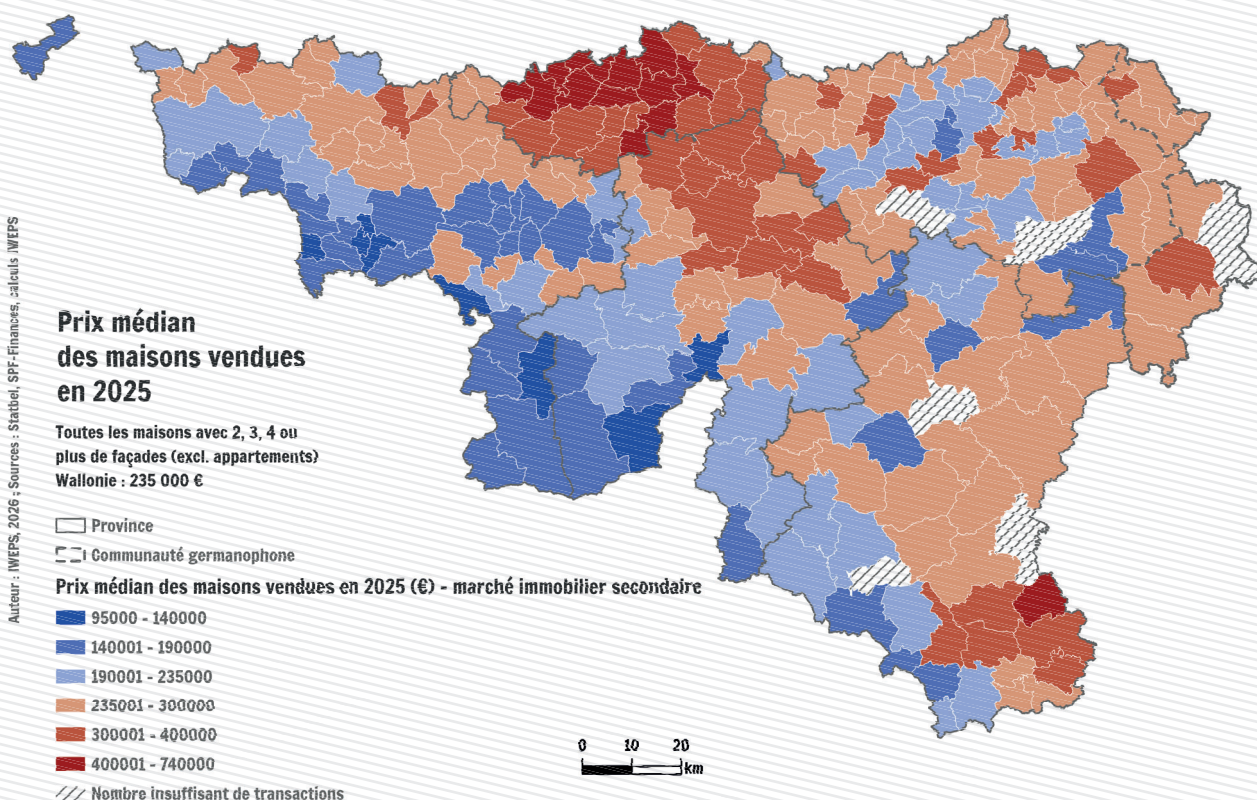 Auteur : IWEPS, 2026 ; Sources : Statbel, SPF-Finances, calculs IWEPS
Prix médian
des maisons vendues
en 2025
Toutes les maisons avec 2, 3, 4 ou
plus de façades (excl. appartements)
Wallonie : 235 000 €
Province
Communauté germanophone
Prix médian des maisons vendues en 2025 (€) - marché immobilier secondaire
95000 - 140000
140001 - 190000
190001 - 235000
235001 - 300000
300001 - 400000
400001 - 740000
Nombre insuffisant de transactions
0 10 20
km